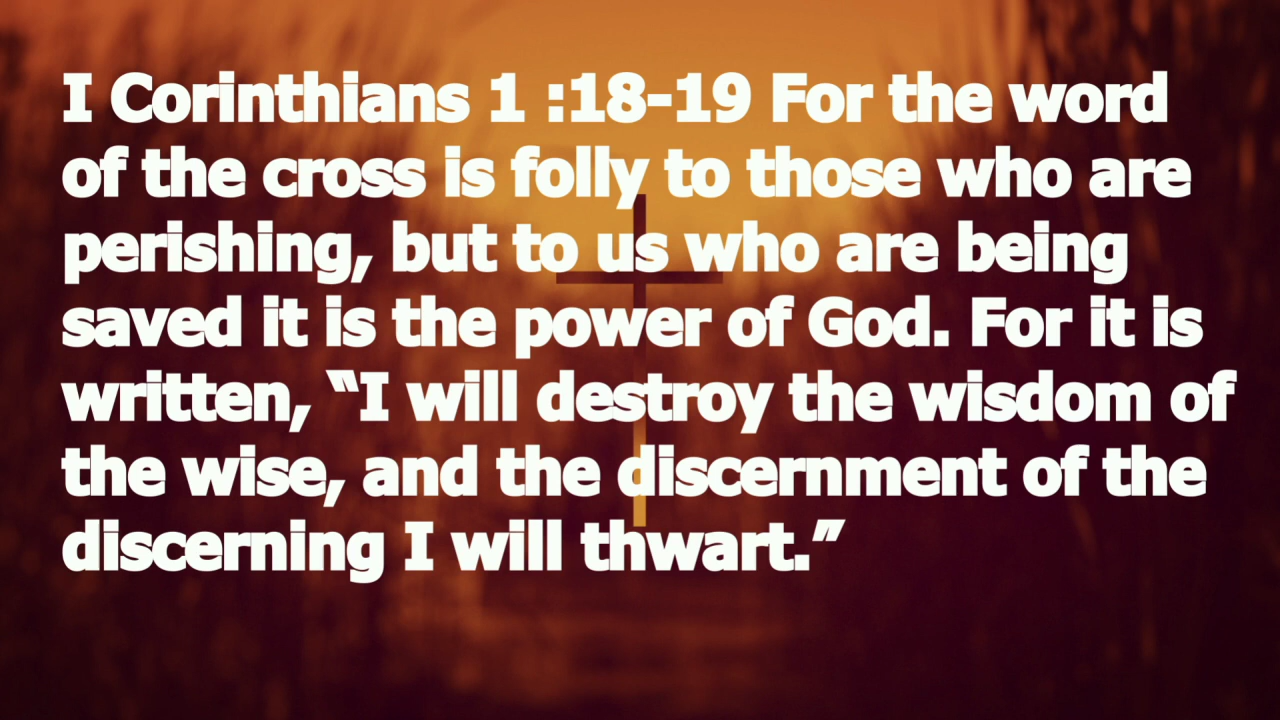 I Corinthians 1 :18-19 For the word
of the cross is folly to those who are
perishing, but to us who are being
saved it is the power of God. For it is
written, “I will destroy the wisdom of
the wise, and the discernment of the
discerning I will thwart.”